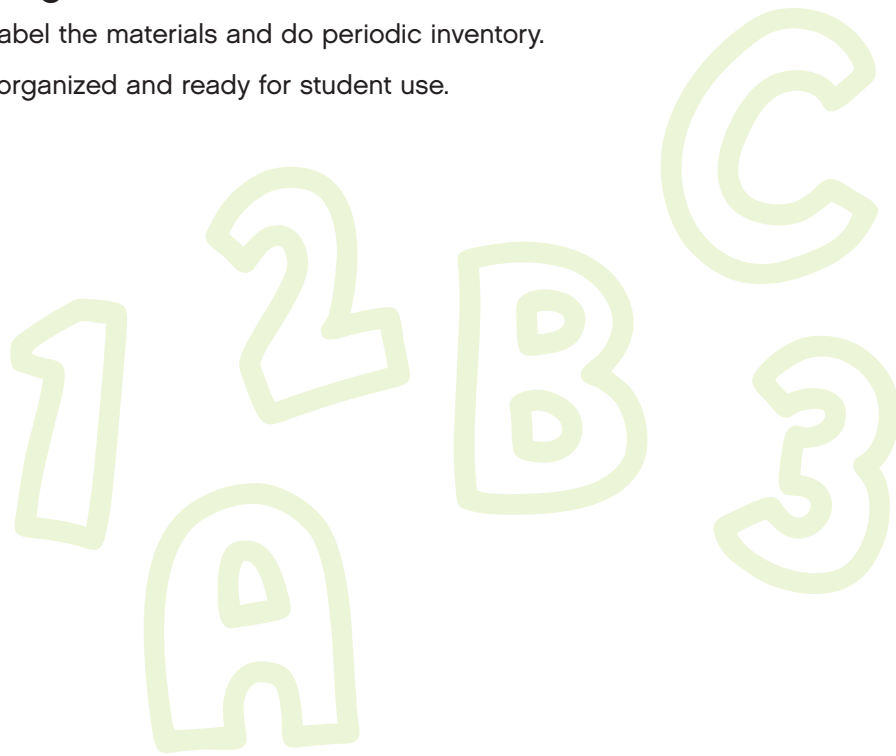 abel the materials and do periodic inventory.
organized and ready for student use.
C
2
B
1
3
A